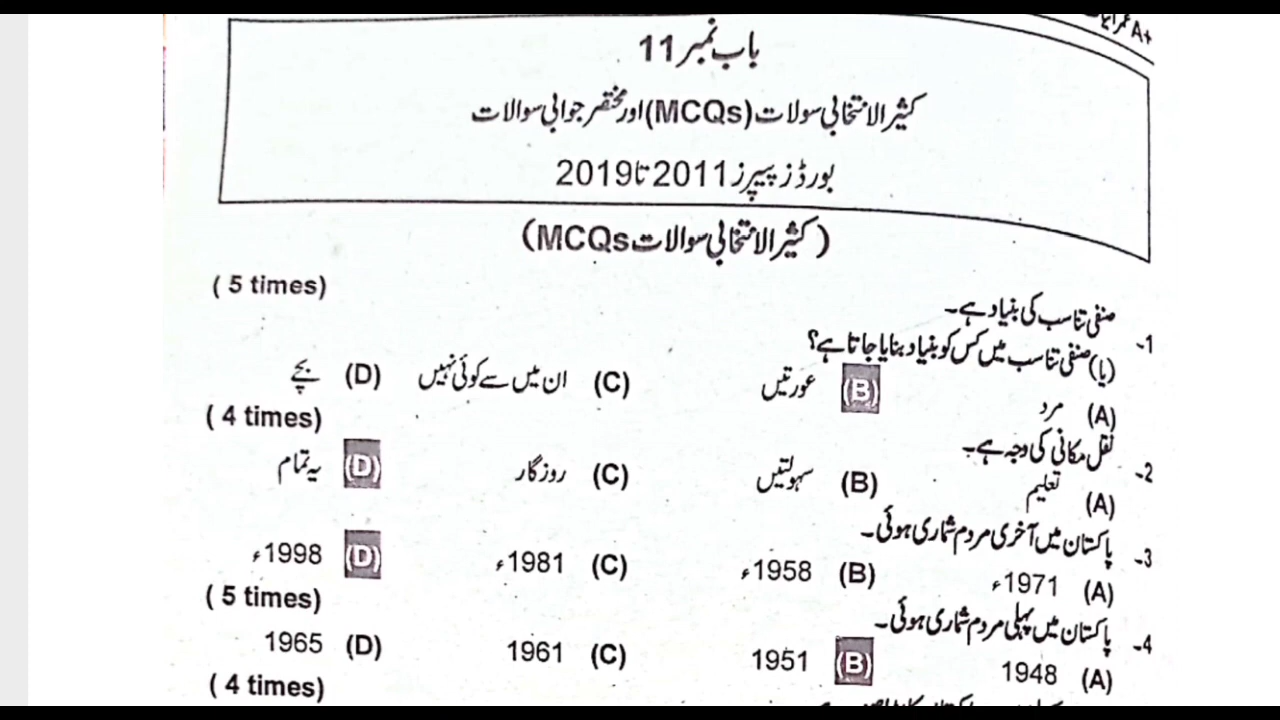 A+ عمرانیات
باب نمبر 11
کثیر الانتخابی سولات (MCQs) اور مختصر جوابی سوالات
بورڈز پیپرز 2011 تا 2019
(کثیر الانتخابی سوالات MCQs)
1- صنفی تناسب کی بنیاد ہے۔ (5 times)
(یا) صنفی تناسب میں کس کو بنیاد بنایا جاتا ہے؟
(A) مرد (B) عورتیں (C) ان میں سے کوئی نہیں (D) بچے
2- نقل مکانی کی وجہ ہے۔ (4 times)
(A) تعلیم (B) سہولتیں (C) روزگار (D) یہ تمام
3- پاکستان میں آخری مردم شماری ہوئی۔
(A) 1971ء (B) 1958ء (C) 1981ء (D) 1998ء
4- پاکستان میں پہلی مردم شماری ہوئی۔ (5 times)
(A) 1948 (B) 1951 (C) 1961 (D) 1965
(4 times)